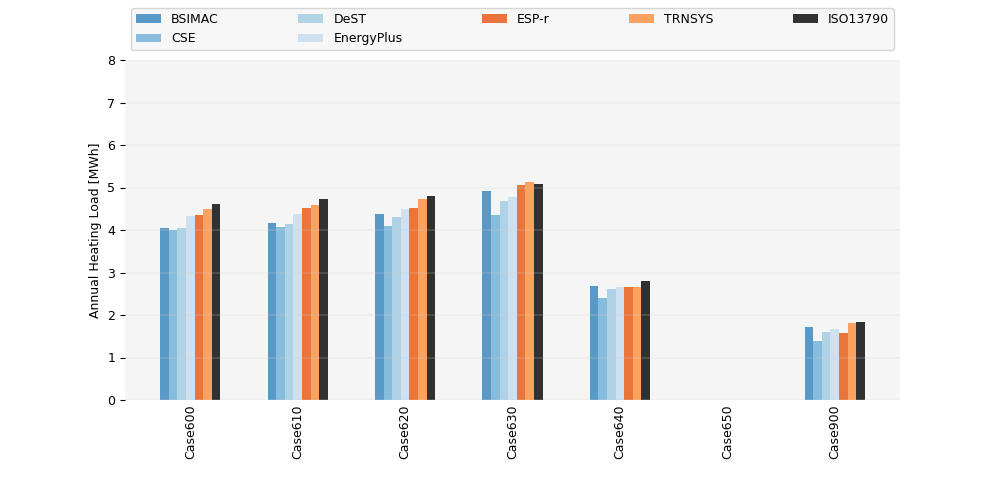 BSIMAC DeST ESP-r TRNSYS ISO13790
CSE EnergyPlus
8
7
6
5
4
3
2
1
0
Annual Heating Load [MWh]
Case600 Case610 Case620 Case630 Case640 Case650 Case900